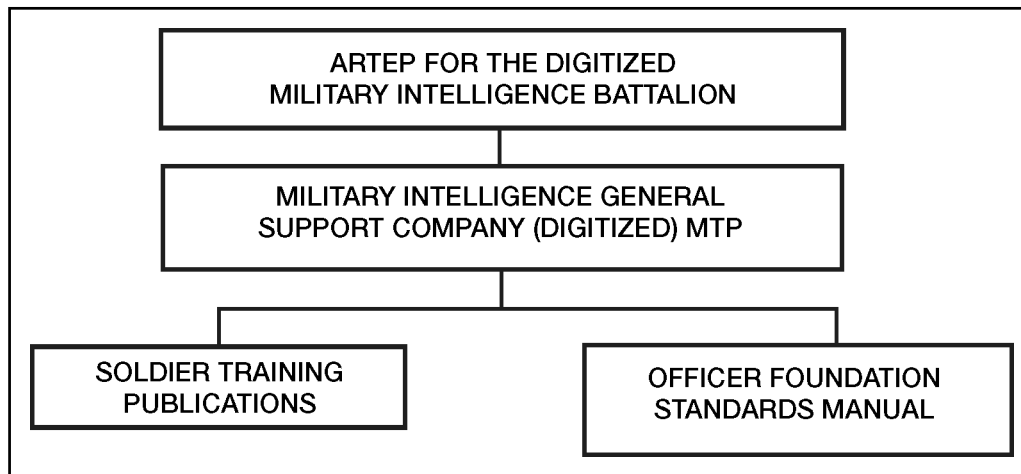 ARTEP FOR THE DIGITIZED
MILITARY INTELLIGENCE BATTALION
MILITARY INTELLIGENCE GENERAL
SUPPORT COMPANY (DIGITIZED) MTP
SOLDIER TRAINING
PUBLICATIONS
OFFICER FOUNDATION
STANDARDS MANUAL